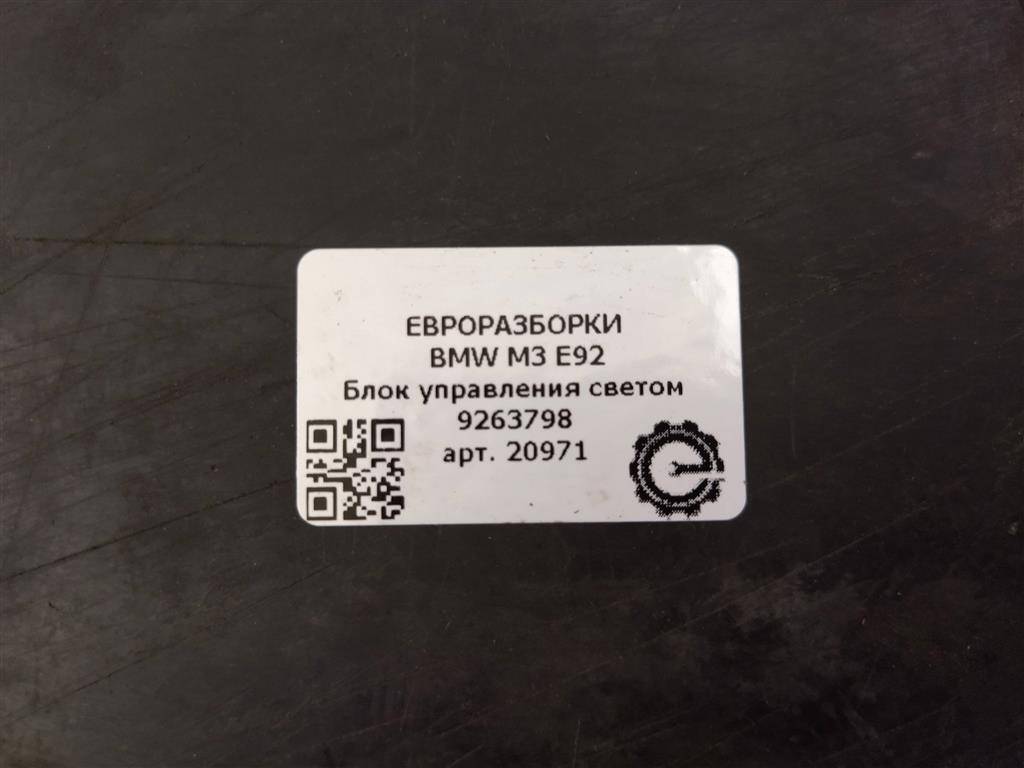 ЕВРОРАЗБОРКИ
BMW M3 E92
Блок управления светом
9263798
арт. 20971